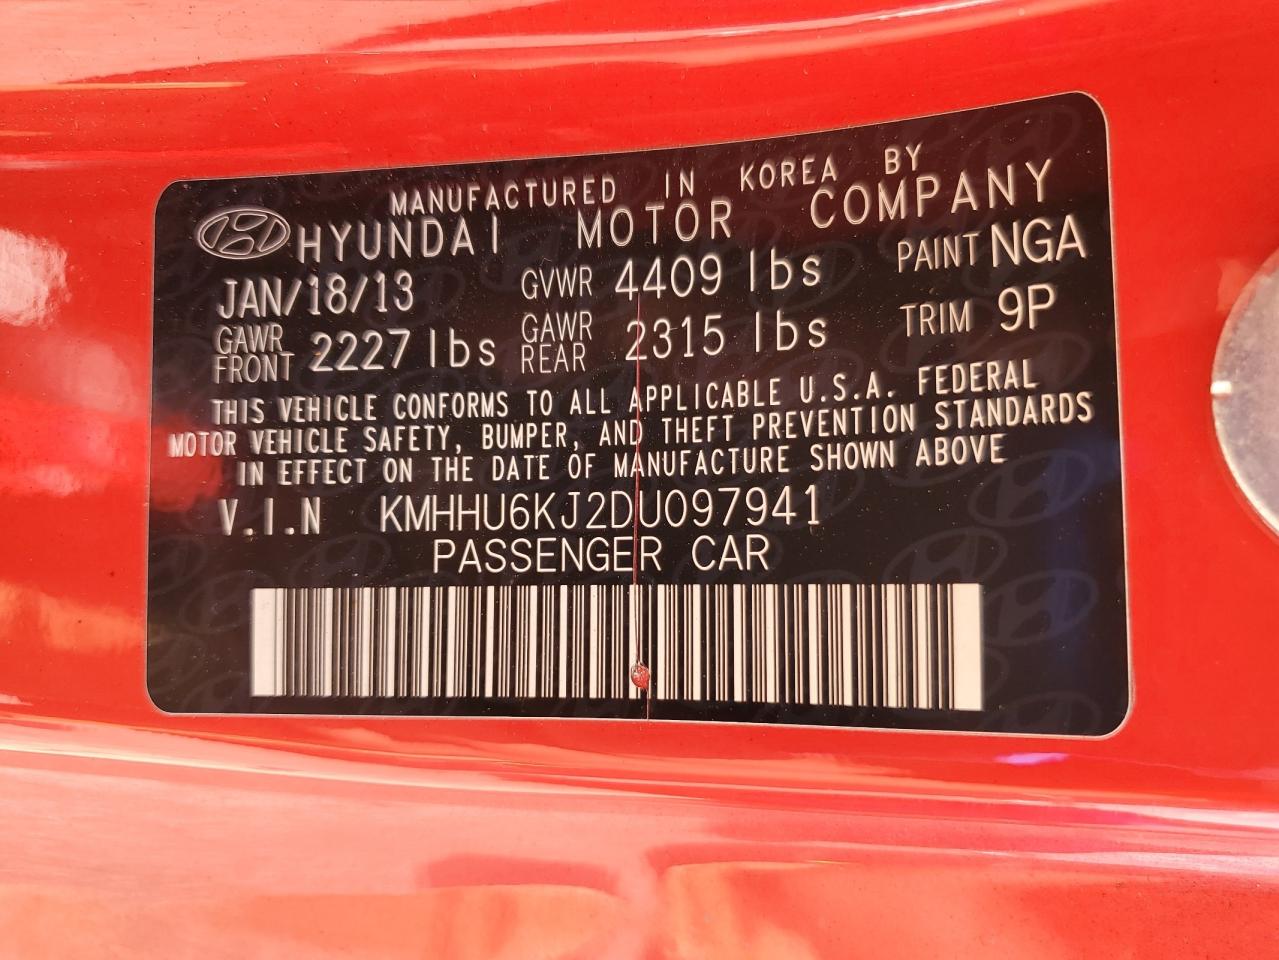 MANUFACTURED IN KOREA BY
HYUNDAI MOTOR COMPANY
JAN/18/13 GVWR 4409 lbs PAINT NGA
GAWR FRONT 2227 lbs GAWR REAR 2315 lbs TRIM 9P
THIS VEHICLE CONFORMS TO ALL APPLICABLE U.S.A. FEDERAL
MOTOR VEHICLE SAFETY, BUMPER, AND THEFT PREVENTION STANDARDS
IN EFFECT ON THE DATE OF MANUFACTURE SHOWN ABOVE
V.I.N KMHHU6KJ2DU097941
PASSENGER CAR